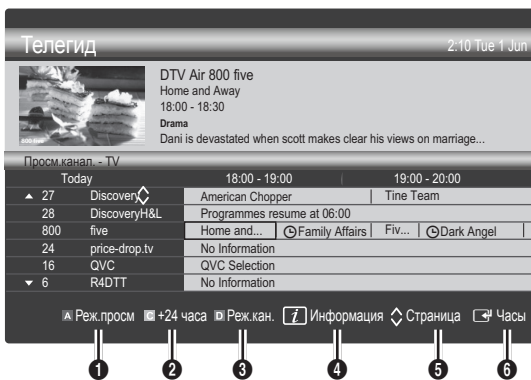 Телегид 2:10 Tue 1 Jun
DTV Air 800 five
Home and Away
18:00 - 18:30
Drama
Dani is devastated when scott makes clear his views on marriage...
800 five
Просм.канал. - TV
Today 18:00 - 19:00 19:00 - 20:00
▲ 27 Discovery American Chopper Tine Team
28 DiscoveryH&L Programmes resume at 06:00
800 five Home and... Family Affairs Fiv... Dark Angel
24 price-drop.tv No Information
16 QVC QVC Selection
▼ 6 R4DTT No Information
A Реж.просм C +24 часа D Реж.кан. i Информация Страница Часы
1 2 3 4 5 6